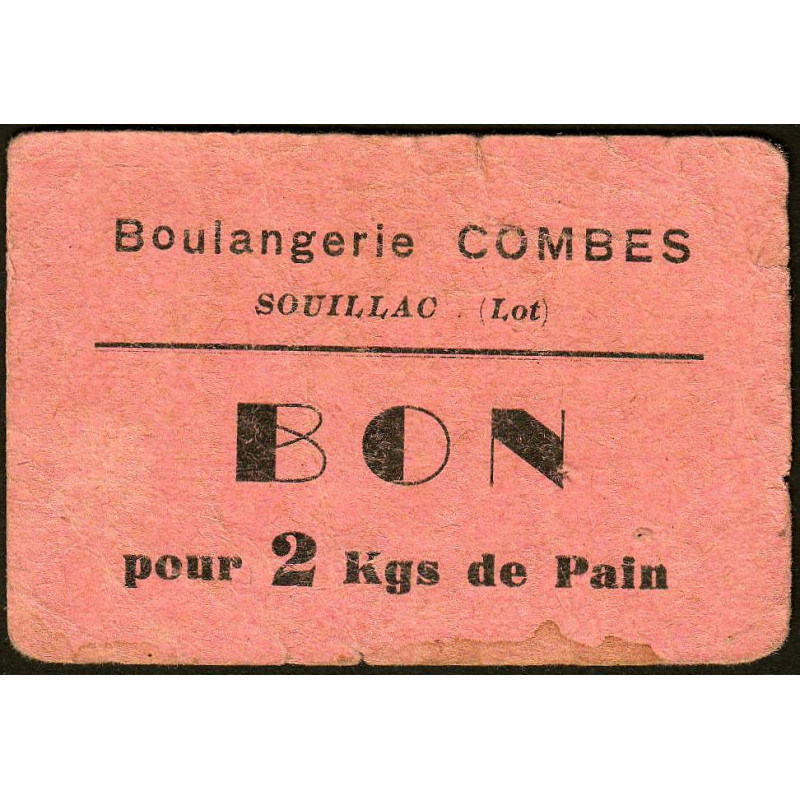 Boulangerie COMBES
SOUILLAC (Lot)
BON
pour 2 Kgs de Pain